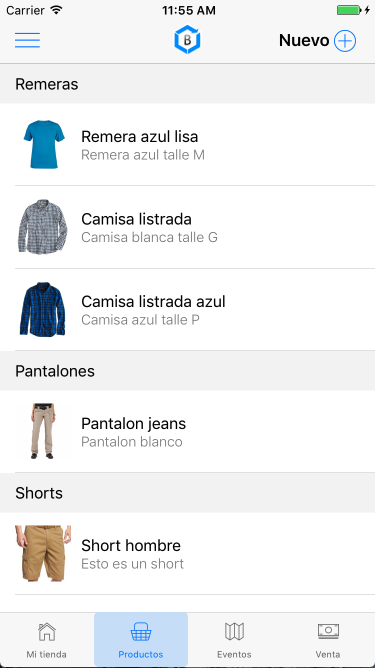 Carrier 11:55 AM
B
Nuevo
Remeras
Remera azul lisa
Remera azul talle M
Camisa listrada
Camisa blanca talle G
Camisa listrada azul
Camisa azul talle P
Pantalones
Pantalon jeans
Pantalon blanco
Shorts
Short hombre
Esto es un short
Mi tienda
Productos
Eventos
Venta